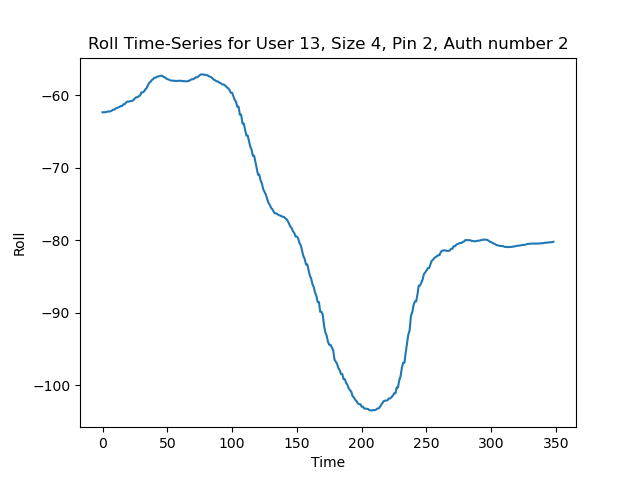 Roll Time-Series for User 13, Size 4, Pin 2, Auth number 2
−60
−70
−80
−90
−100
Roll
0 50 100 150 200 250 300 350
Time